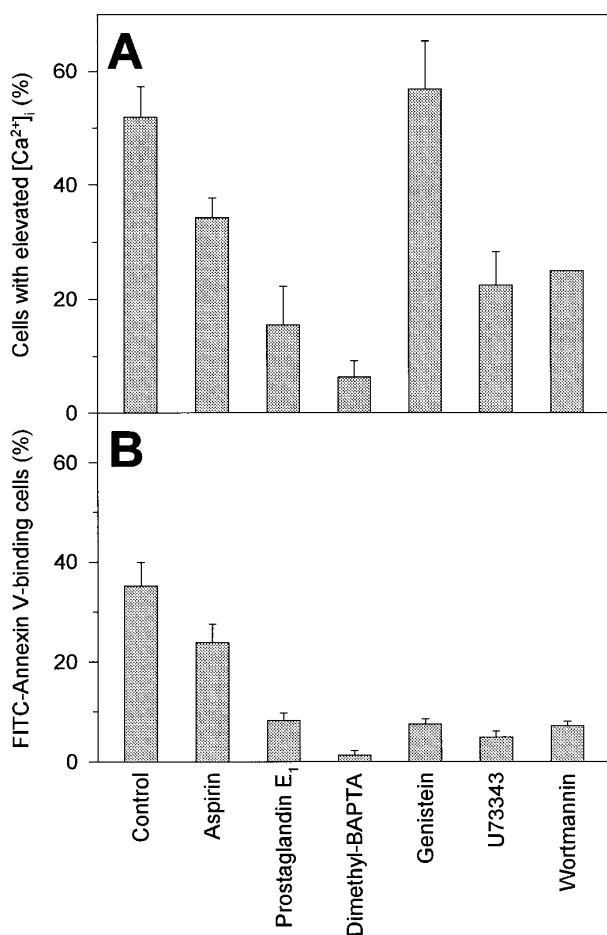 A
Cells with elevated [Ca²⁺]ᵢ (%)
60
40
20
0
B
FITC-Annexin V-binding cells (%)
60
40
20
0
Control
Aspirin
Prostaglandin E₁
Dimethyl-BAPTA
Genistein
U73343
Wortmannin